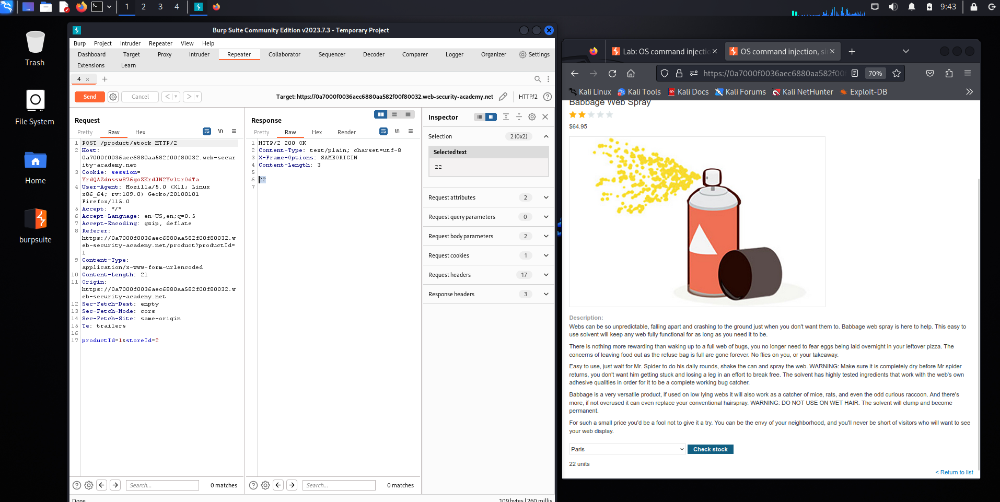 1 2 3 4 9:43
Trash
File System
Home
burpsuite
Burp Suite Community Edition v2023.7.3 - Temporary Project
Burp Project Intruder Repeater View Help
Dashboard Target Proxy Intruder Repeater Collaborator Sequencer Decoder Comparer Logger Organizer Settings
Extensions Learn
4 × +
Send Cancel < > Target: https://0a7000f0036aec6880aa582f00f80032.web-security-academy.net HTTP/2
Request
Pretty Raw Hex \n
1 POST /product/stock HTTP/2
2 Host:
0a7000f0036aec6880aa582f00f80032.web-secur
ity-academy.net
3 Cookie: session=
4 User-Agent: Mozilla/5.0 (X11; Linux
x86_64; rv:109.0) Gecko/20100101
Firefox/115.0
5 Accept: */*
6 Accept-Language: en-US,en;q=0.5
7 Accept-Encoding: gzip, deflate
8 Referer:
https://0a7000f0036aec6880aa582f00f80032.w
eb-security-academy.net/product?productId=
1
9 Content-Type:
application/x-www-form-urlencoded
10 Content-Length: 21
11 Origin:
https://0a7000f0036aec6880aa582f00f80032.w
eb-security-academy.net
12 Sec-Fetch-Dest: empty
13 Sec-Fetch-Mode: cors
14 Sec-Fetch-Site: same-origin
15 Te: trailers
16
17 productId=1&storeId=2
Search... 0 matches
Response
Pretty Raw Hex Render \n
1 HTTP/2 200 OK
2 Content-Type: text/plain; charset=utf-8
3 X-Frame-Options: SAMEORIGIN
4 Content-Length: 3
5
6 22
7
Search... 0 matches
Inspector
Selection 2 (0x2)
Selected text
22
Request attributes 2
Request query parameters 0
Request body parameters 2
Request cookies 1
Request headers 17
Response headers 3
Done 109 bytes | 260 millis
Lab: OS command injectio × OS command injection, si × +
https://0a7000f0036aec6880aa582f00 70%
Kali Linux Kali Tools Kali Docs Kali Forums Kali NetHunter Exploit-DB
Babbage Web Spray
$64.95
Description:
Webs can be so unpredictable, falling apart and crashing to the ground just when you don't want them to. Babbage web spray is here to help. This easy to
use solvent will keep any web fully functional for as long as you need it to be.
There is nothing more rewarding than waking up to a full web of bugs, you no longer need to fear eggs being laid overnight in your leftover pizza. The
concerns of leaving food out as the refuse bag is full are gone forever. No flies on you, or your takeaway.
Easy to use, just wait for Mr. Spider to do his daily rounds, shake the can and spray the web. WARNING: Make sure it is completely dry before Mr spider
returns, you don't want him getting stuck and losing a leg in an effort to break free. The solvent has highly tested ingredients that work with the web's own
adhesive qualities in order for it to be a complete working bug catcher.
Babbage is a very versatile product, if used on low lying webs it will also work as a catcher of mice, rats, and even the odd curious raccoon. And there's
more, if not overused it can even replace your conventional hairspray. WARNING: DO NOT USE ON WET HAIR. The solvent will clump and become
permanent.
For such a small price you'd be a fool not to give it a try. You can be the envy of your neighborhood, and you'll never be short of visitors who will want to see
your web display.
Paris Check stock
22 units
< Return to list